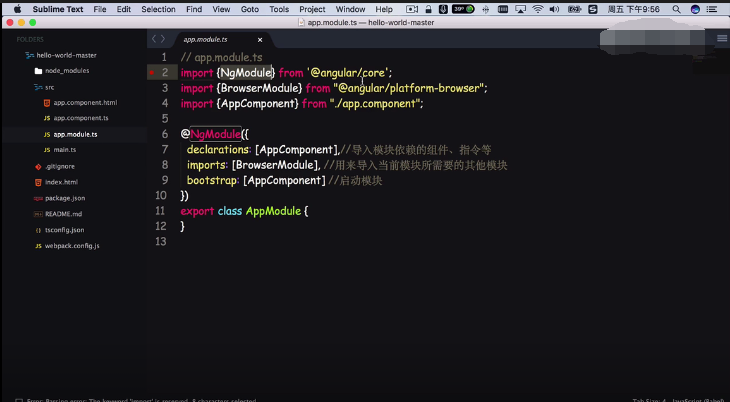 Sublime Text File Edit Selection Find View Goto Tools Project Window Help 39° 周五 下午9:56
app.module.ts — hello-world-master
FOLDERS
hello-world-master
node_modules
src
app.component.html
app.component.ts
app.module.ts
main.ts
.gitignore
index.html
package.json
README.md
tsconfig.json
webpack.config.js
app.module.ts ×
1 // app.module.ts
2 import {NgModule} from '@angular/core';
3 import {BrowserModule} from "@angular/platform-browser";
4 import {AppComponent} from "./app.component";
5
6 @NgModule({
7 declarations: [AppComponent],//导入模块依赖的组件、指令等
8 imports: [BrowserModule], //用来导入当前模块所需要的其他模块
9 bootstrap: [AppComponent] //启动模块
10 })
11 export class AppModule {
12 }
13
Error: Parsing error: The keyword 'import' is reserved, 8 characters selected
Tab Size: 4 JavaScript (Babel)